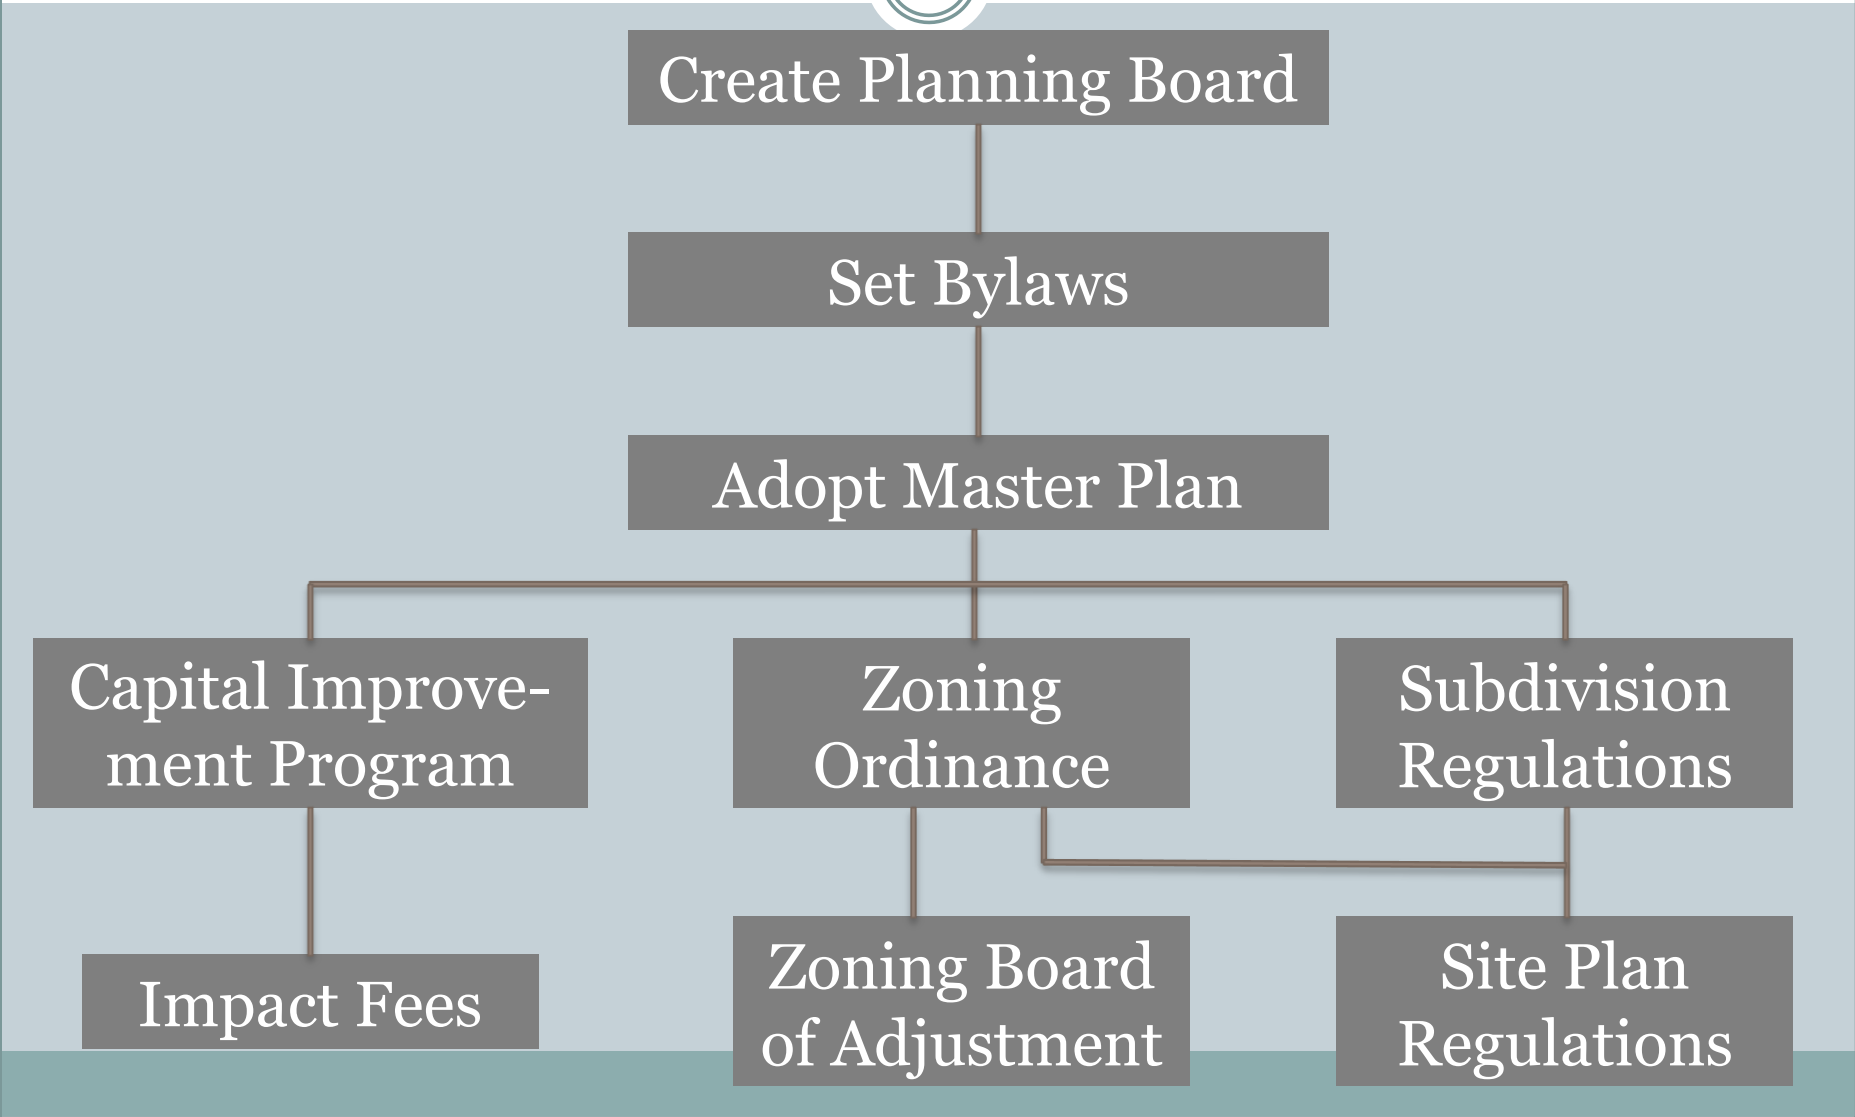 Create Planning Board
Set Bylaws
Adopt Master Plan
Capital Improve-
ment Program
Zoning
Ordinance
Subdivision
Regulations
Impact Fees
Zoning Board
of Adjustment
Site Plan
Regulations